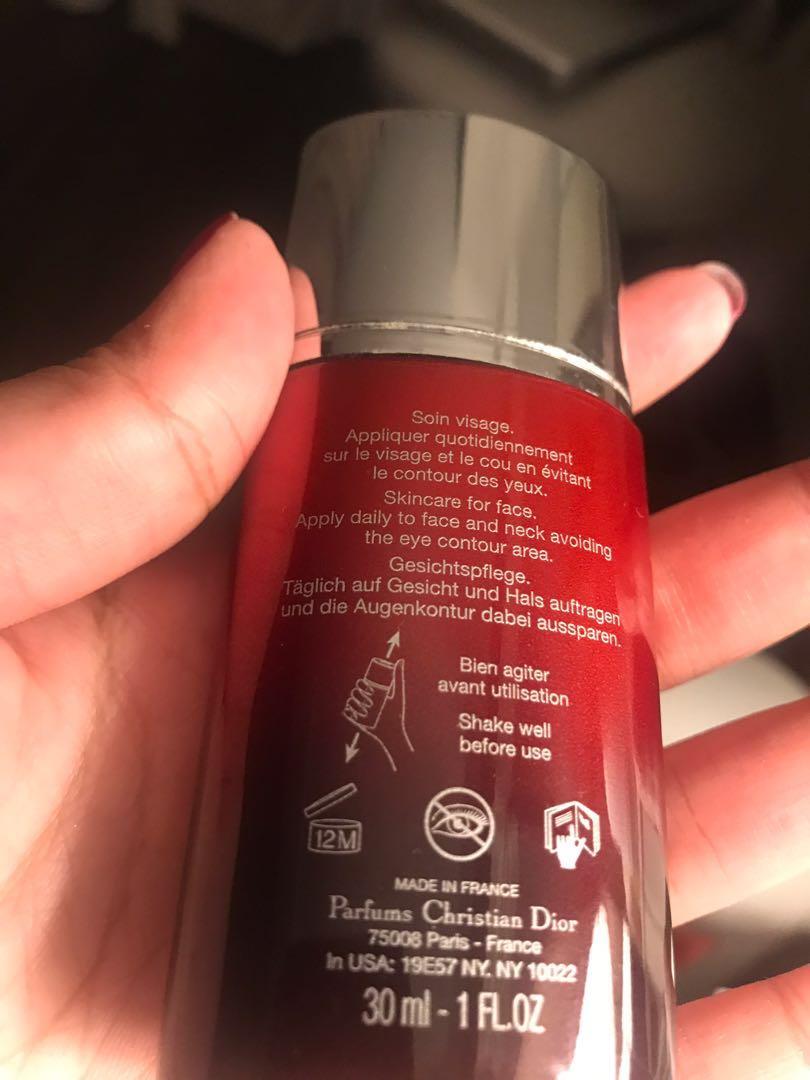 Soin visage.
Appliquer quotidiennement
sur le visage et le cou en évitant
le contour des yeux.
Skincare for face.
Apply daily to face and neck avoiding
the eye contour area.
Gesichtspflege.
Täglich auf Gesicht und Hals auftragen
und die Augenkontur dabei aussparen.
Bien agiter
avant utilisation
Shake well
before use
12M
MADE IN FRANCE
Parfums Christian Dior
75008 Paris - France
In USA: 19E57 NY. NY 10022
30 ml - 1 FL.OZ